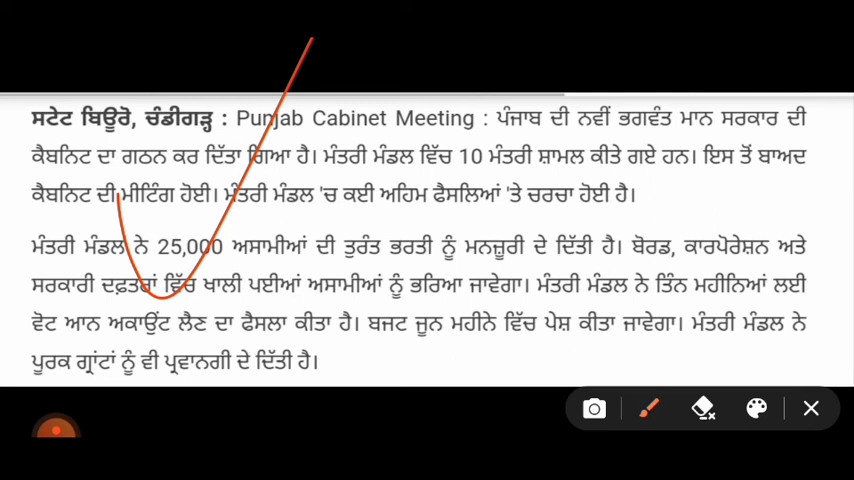 ਸਟੇਟ ਬਿਊਰੋ, ਚੰਡੀਗੜ੍ਹ : Punjab Cabinet Meeting : ਪੰਜਾਬ ਦੀ ਨਵੀਂ ਭਗਵੰਤ ਮਾਨ ਸਰਕਾਰ ਦੀ
ਕੈਬਨਿਟ ਦਾ ਗਠਨ ਕਰ ਦਿੱਤਾ ਗਿਆ ਹੈ। ਮੰਤਰੀ ਮੰਡਲ ਵਿੱਚ 10 ਮੰਤਰੀ ਸ਼ਾਮਲ ਕੀਤੇ ਗਏ ਹਨ। ਇਸ ਤੋਂ ਬਾਅਦ
ਕੈਬਨਿਟ ਦੀ ਮੀਟਿੰਗ ਹੋਈ। ਮੰਤਰੀ ਮੰਡਲ 'ਚ ਕਈ ਅਹਿਮ ਫੈਸਲਿਆਂ 'ਤੇ ਚਰਚਾ ਹੋਈ ਹੈ।
ਮੰਤਰੀ ਮੰਡਲ ਨੇ 25,000 ਅਸਾਮੀਆਂ ਦੀ ਤੁਰੰਤ ਭਰਤੀ ਨੂੰ ਮਨਜ਼ੂਰੀ ਦੇ ਦਿੱਤੀ ਹੈ। ਬੋਰਡ, ਕਾਰਪੋਰੇਸ਼ਨ ਅਤੇ
ਸਰਕਾਰੀ ਦਫ਼ਤਰਾਂ ਵਿੱਚ ਖਾਲੀ ਪਈਆਂ ਅਸਾਮੀਆਂ ਨੂੰ ਭਰਿਆ ਜਾਵੇਗਾ। ਮੰਤਰੀ ਮੰਡਲ ਨੇ ਤਿੰਨ ਮਹੀਨਿਆਂ ਲਈ
ਵੋਟ ਆਨ ਅਕਾਉਂਟ ਲੈਣ ਦਾ ਫੈਸਲਾ ਕੀਤਾ ਹੈ। ਬਜਟ ਜੂਨ ਮਹੀਨੇ ਵਿੱਚ ਪੇਸ਼ ਕੀਤਾ ਜਾਵੇਗਾ। ਮੰਤਰੀ ਮੰਡਲ ਨੇ
ਪੂਰਕ ਗ੍ਰਾਂਟਾਂ ਨੂੰ ਵੀ ਪ੍ਰਵਾਨਗੀ ਦੇ ਦਿੱਤੀ ਹੈ।